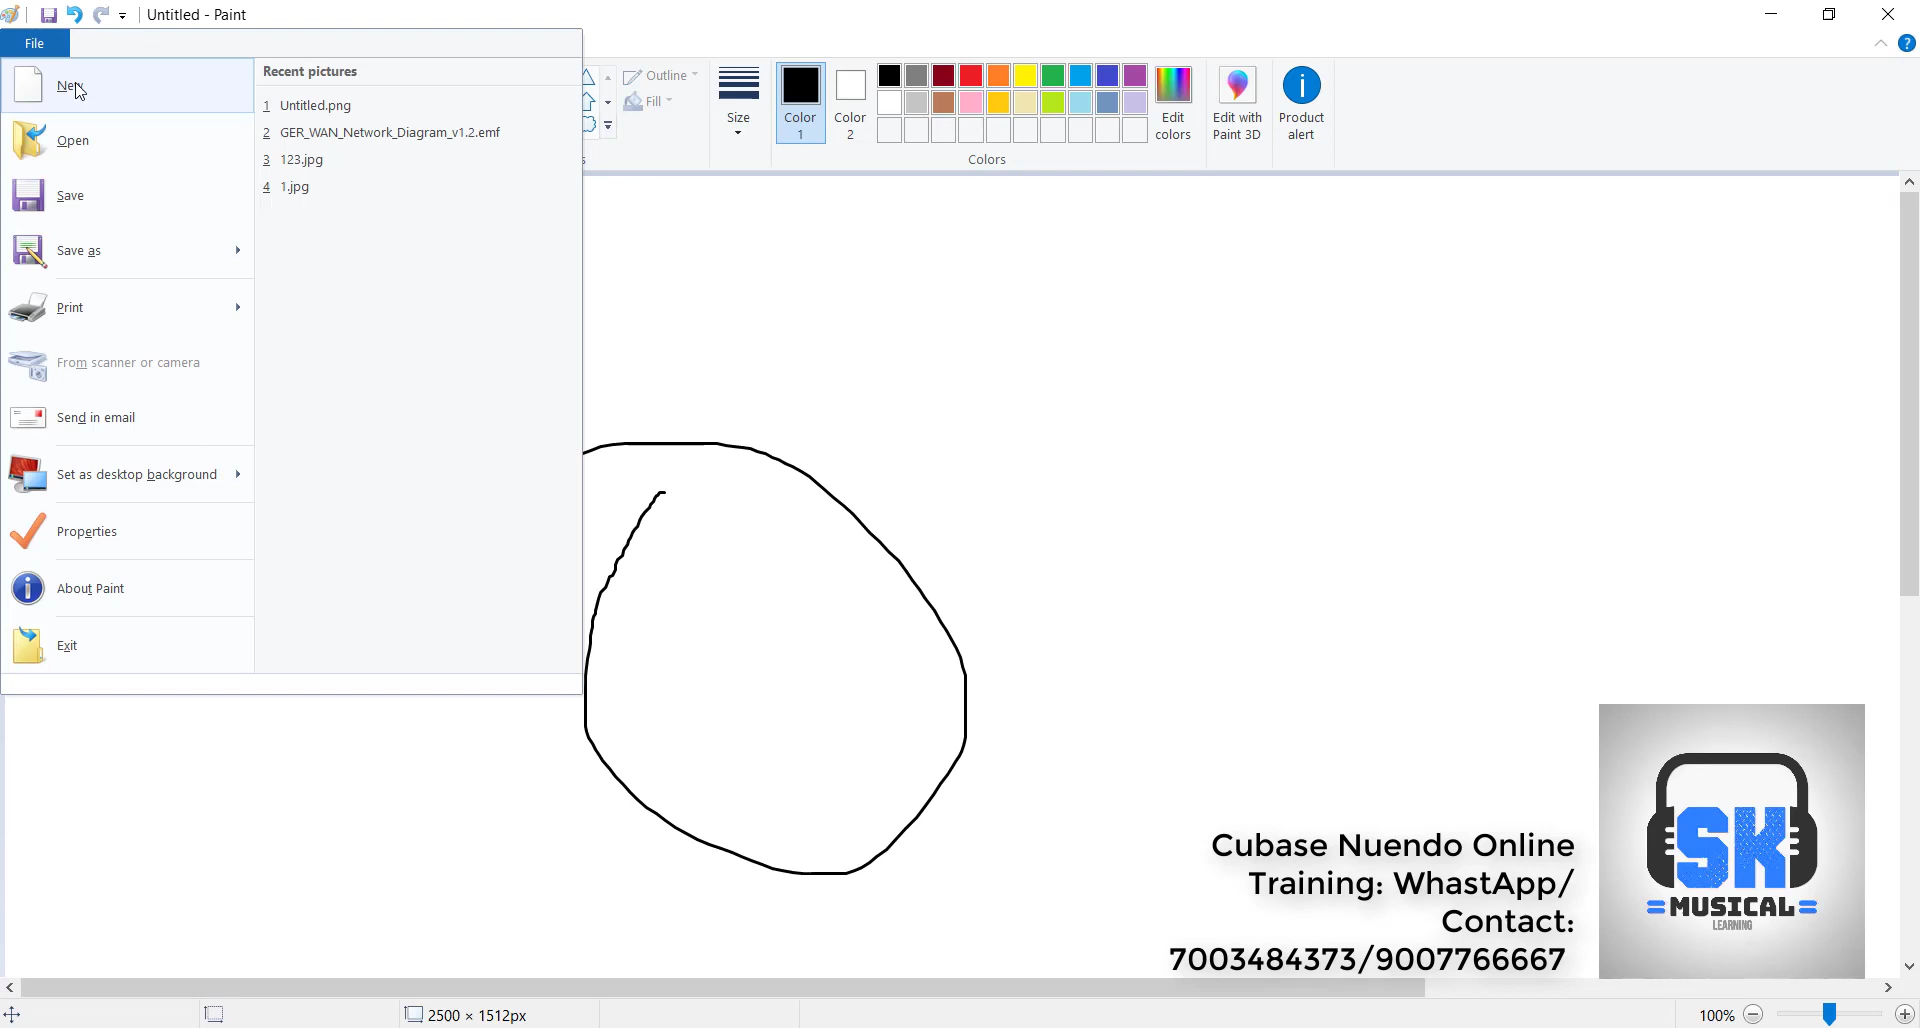 Untitled - Paint
File
New
Open
Save
Save as
Print
From scanner or camera
Send in email
Set as desktop background
Properties
About Paint
Exit
Recent pictures
1 Untitled.png
2 GER_WAN_Network_Diagram_v1.2.emf
3 123.jpg
4 1.jpg
Outline
Fill
Size
Color
1
Color
2
Edit
colors
Edit with
Paint 3D
Product
alert
s
Colors
Cubase Nuendo Online
Training: WhastApp/
Contact:
7003484373/9007766667
SK
MUSICAL
LEARNING
2500 × 1512px
100%